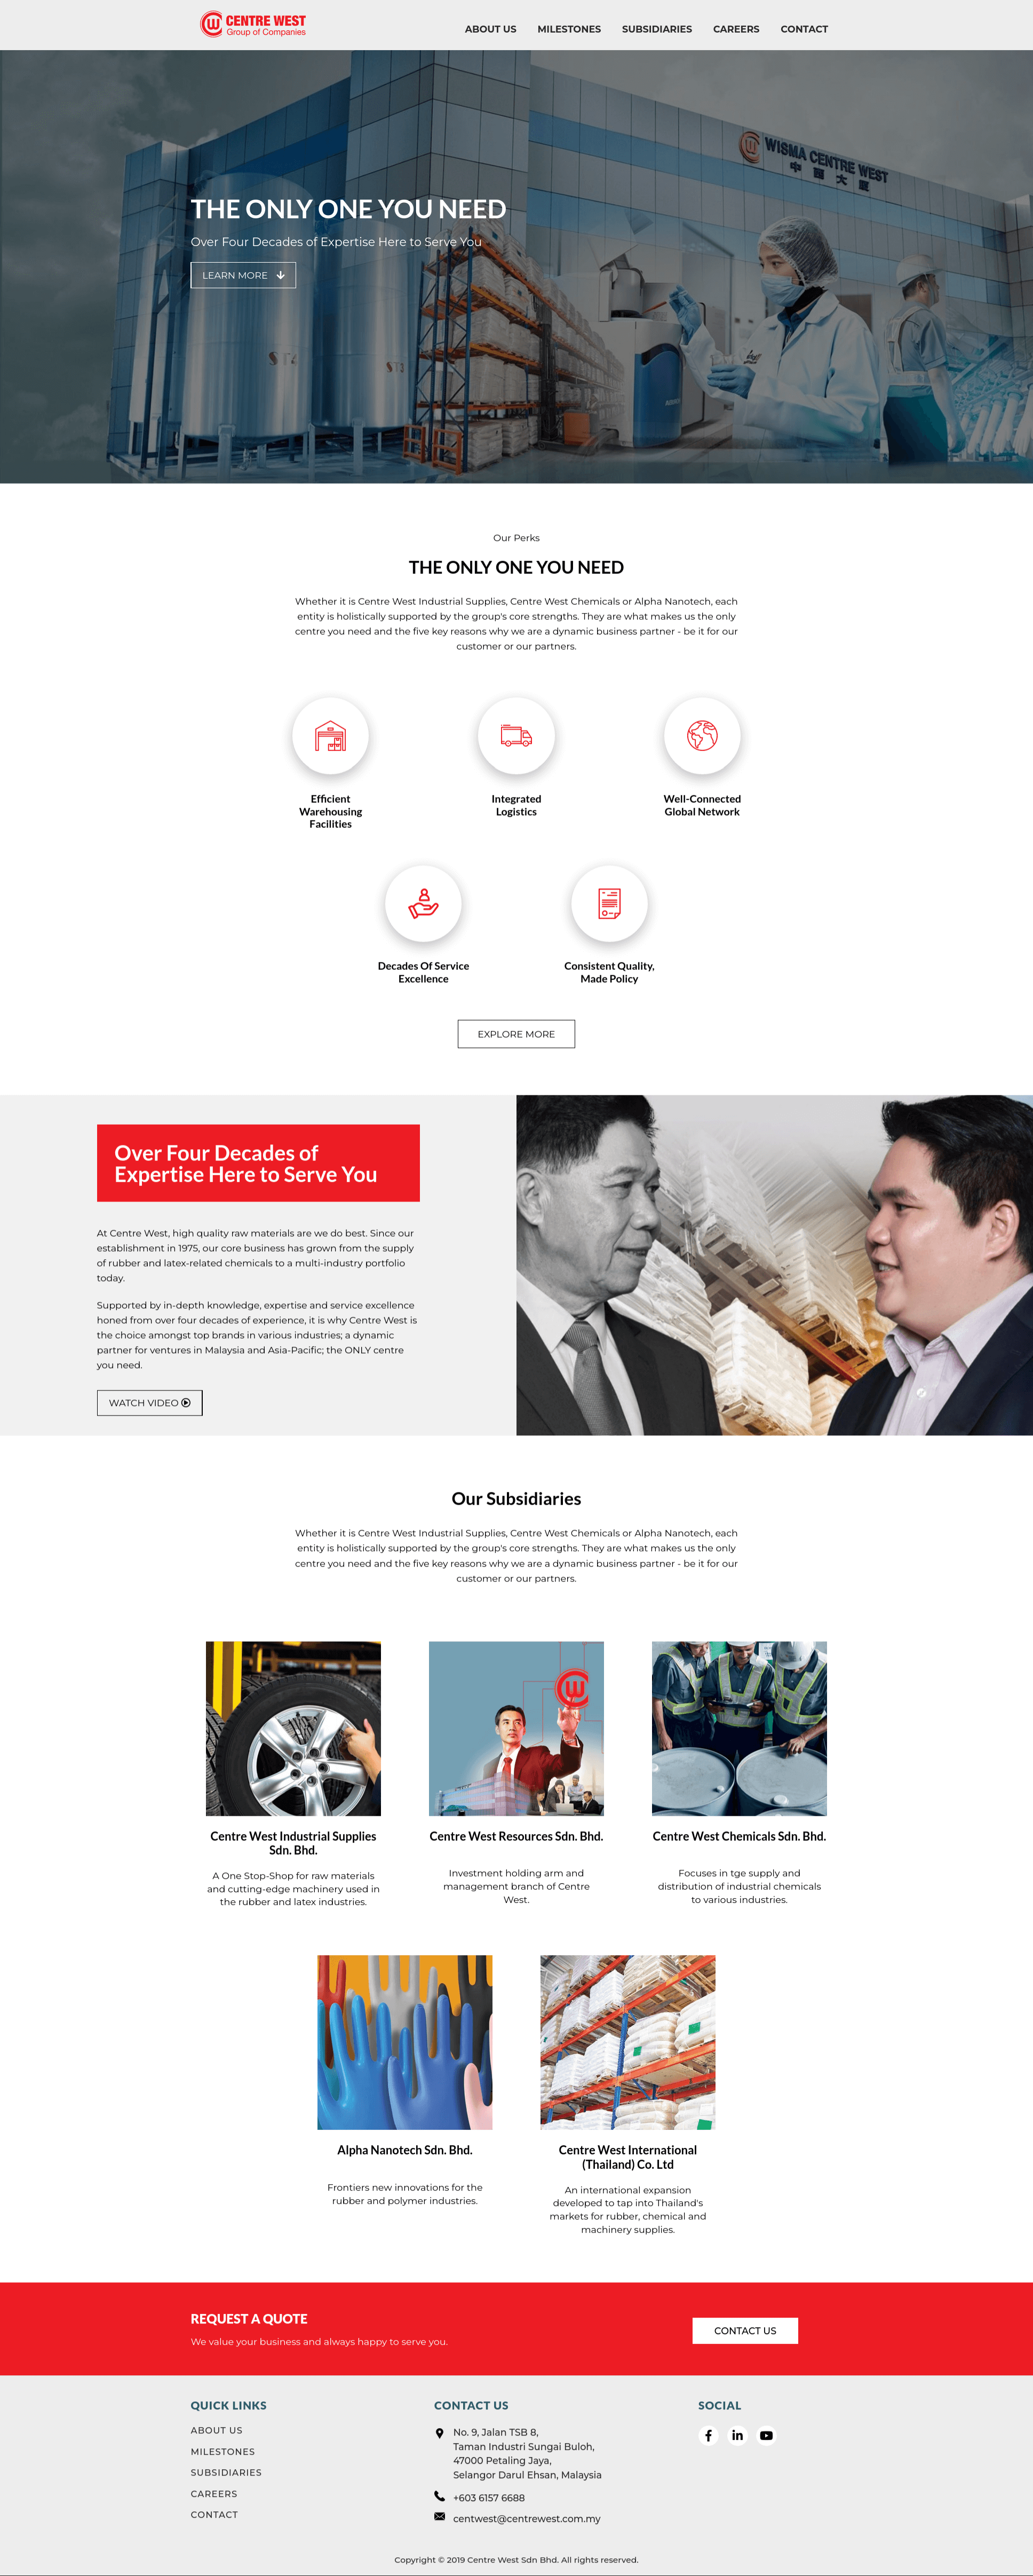 CENTRE WEST
Group of Companies
ABOUT US
MILESTONES
SUBSIDIARIES
CAREERS
CONTACT
WISMA CENTRE WEST
THE ONLY ONE YOU NEED
Over Four Decades of Expertise Here to Serve You
LEARN MORE
Our Perks
THE ONLY ONE YOU NEED
Whether it is Centre West Industrial Supplies, Centre West Chemicals or Alpha Nanotech, each
entity is holistically supported by the group's core strengths. They are what makes us the only
centre you need and the five key reasons why we are a dynamic business partner - be it for our
customer or our partners.
Efficient
Warehousing
Facilities
Integrated
Logistics
Well-Connected
Global Network
Decades Of Service
Excellence
Consistent Quality,
Made Policy
EXPLORE MORE
Over Four Decades of
Expertise Here to Serve You
At Centre West, high quality raw materials are we do best. Since our
establishment in 1975, our core business has grown from the supply
of rubber and latex-related chemicals to a multi-industry portfolio
today.
Supported by in-depth knowledge, expertise and service excellence
honed from over four decades of experience, it is why Centre West is
the choice amongst top brands in various industries; a dynamic
partner for ventures in Malaysia and Asia-Pacific; the ONLY centre
you need.
WATCH VIDEO
Our Subsidiaries
Whether it is Centre West Industrial Supplies, Centre West Chemicals or Alpha Nanotech, each
entity is holistically supported by the group's core strengths. They are what makes us the only
centre you need and the five key reasons why we are a dynamic business partner - be it for our
customer or our partners.
Centre West Industrial Supplies
Sdn. Bhd.
A One Stop-Shop for raw materials
and cutting-edge machinery used in
the rubber and latex industries.
Centre West Resources Sdn. Bhd.
Investment holding arm and
management branch of Centre
West.
Centre West Chemicals Sdn. Bhd.
Focuses in tge supply and
distribution of industrial chemicals
to various industries.
Alpha Nanotech Sdn. Bhd.
Frontiers new innovations for the
rubber and polymer industries.
Centre West International
(Thailand) Co. Ltd
An international expansion
developed to tap into Thailand's
markets for rubber, chemical and
machinery supplies.
REQUEST A QUOTE
We value your business and always happy to serve you.
CONTACT US
QUICK LINKS
ABOUT US
MILESTONES
SUBSIDIARIES
CAREERS
CONTACT
CONTACT US
No. 9, Jalan TSB 8,
Taman Industri Sungai Buloh,
47000 Petaling Jaya,
Selangor Darul Ehsan, Malaysia
+603 6157 6688
centwest@centrewest.com.my
SOCIAL
Copyright © 2019 Centre West Sdn Bhd. All rights reserved.